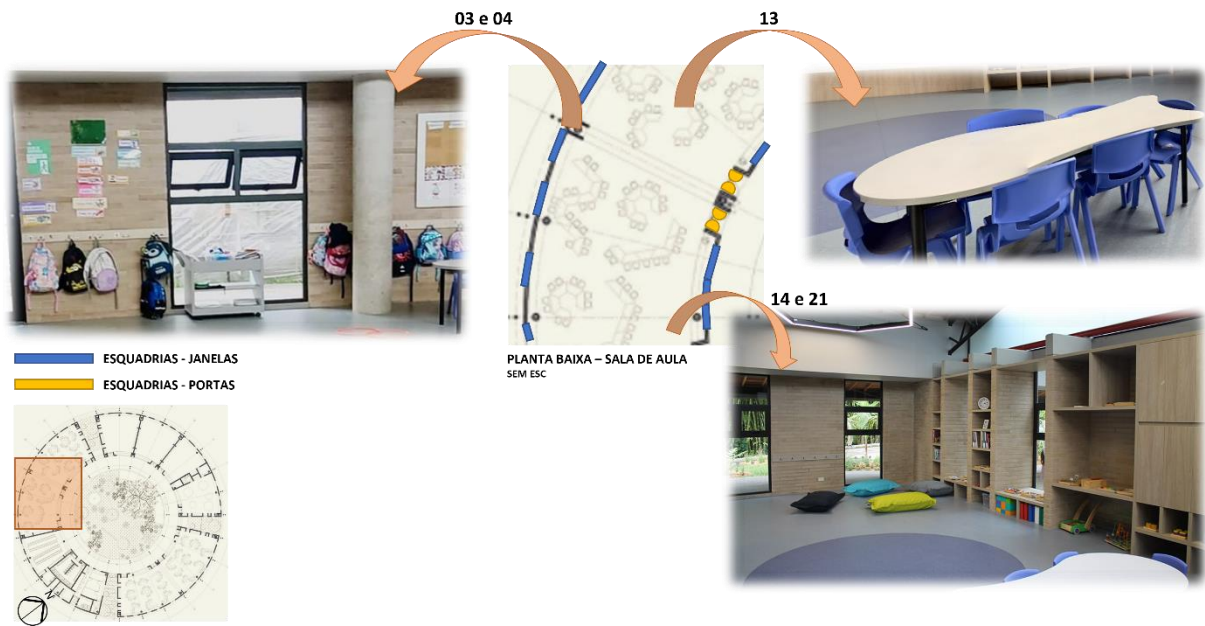 03 e 04
13
14 e 21
ESQUADRIAS - JANELAS
ESQUADRIAS - PORTAS
PLANTA BAIXA – SALA DE AULA
SEM ESC
N